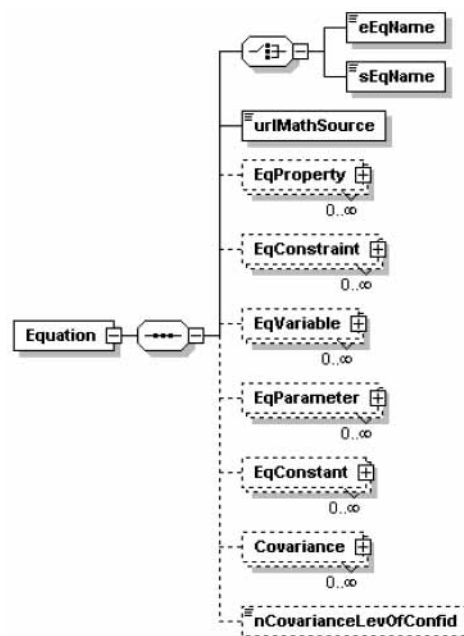 eEqName
sEqName
urlMathSource
EqProperty
0..∞
EqConstraint
0..∞
Equation
EqVariable
0..∞
EqParameter
0..∞
EqConstant
0..∞
Covariance
0..∞
nCovarianceLevOfConfid